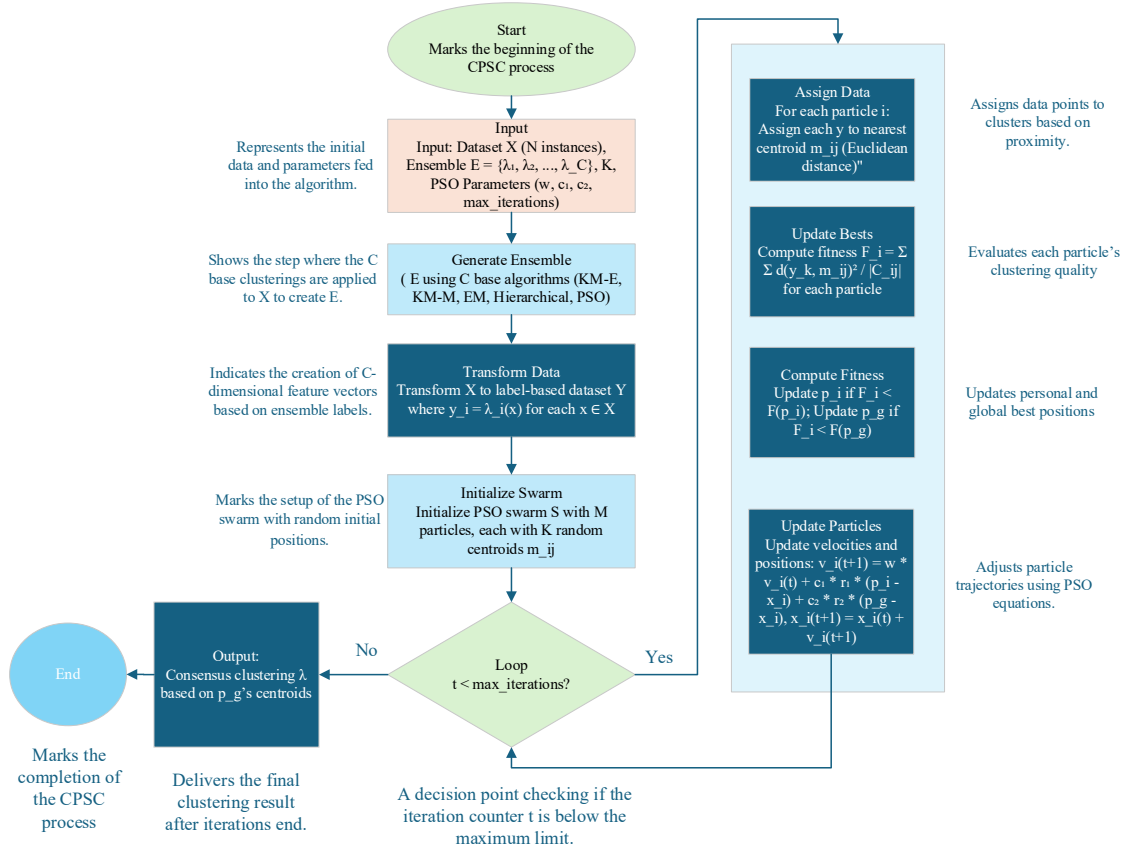 Start
Marks the beginning of the
CPSC process
Input
Input: Dataset X (N instances),
Ensemble E = {λ₁, λ₂, ..., λ_C}, K,
PSO Parameters (w, c₁, c₂,
max_iterations)
Represents the initial
data and parameters fed
into the algorithm.
Generate Ensemble
( E using C base algorithms (KM-E,
KM-M, EM, Hierarchical, PSO)
Shows the step where the C
base clusterings are applied
to X to create E.
Transform Data
Transform X to label-based dataset Y
where y_i = λ_i(x) for each x ∈ X
Indicates the creation of C-
dimensional feature vectors
based on ensemble labels.
Initialize Swarm
Initialize PSO swarm S with M
particles, each with K random
centroids m_ij
Marks the setup of the PSO
swarm with random initial
positions.
Loop
t < max_iterations?
No
Yes
A decision point checking if the
iteration counter t is below the
maximum limit.
Output:
Consensus clustering λ
based on p_g's centroids
Delivers the final
clustering result
after iterations end.
End
Marks the
completion of
the CPSC
process
Assign Data
For each particle i:
Assign each y to nearest
centroid m_ij (Euclidean
distance)"
Assigns data points to
clusters based on
proximity.
Update Bests
Compute fitness F_i = Σ
Σ d(y_k, m_ij)² / |C_ij|
for each particle
Evaluates each particle's
clustering quality
Compute Fitness
Update p_i if F_i <
F(p_i); Update p_g if
F_i < F(p_g)
Updates personal and
global best positions
Update Particles
Update velocities and
positions: v_i(t+1) = w *
v_i(t) + c₁ * r₁ * (p_i -
x_i) + c₂ * r₂ * (p_g -
x_i), x_i(t+1) = x_i(t) +
v_i(t+1)
Adjusts particle
trajectories using PSO
equations.